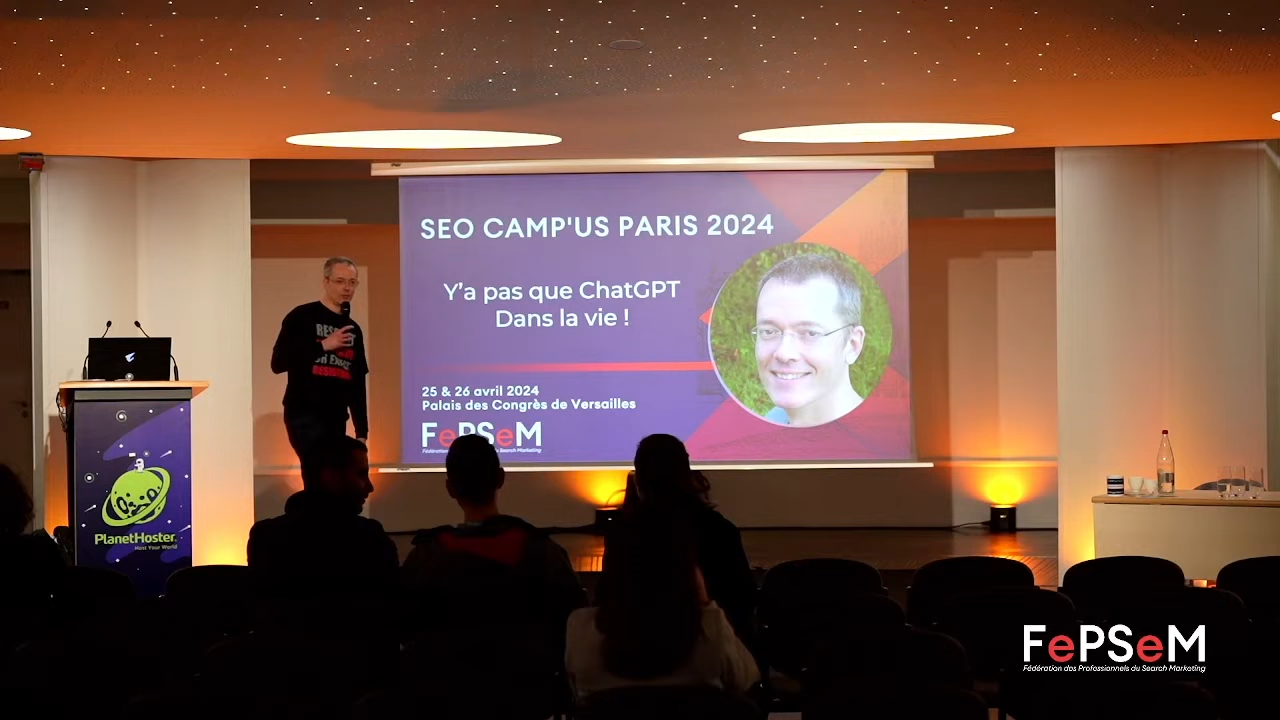 SEO CAMP'US PARIS 2024
Y'a pas que ChatGPT
Dans la vie !
25 & 26 avril 2024
Palais des Congrès de Versailles
FePSeM
PlanetHoster
Host Your World
FePSeM
Fédération des Professionnels du Search Marketing